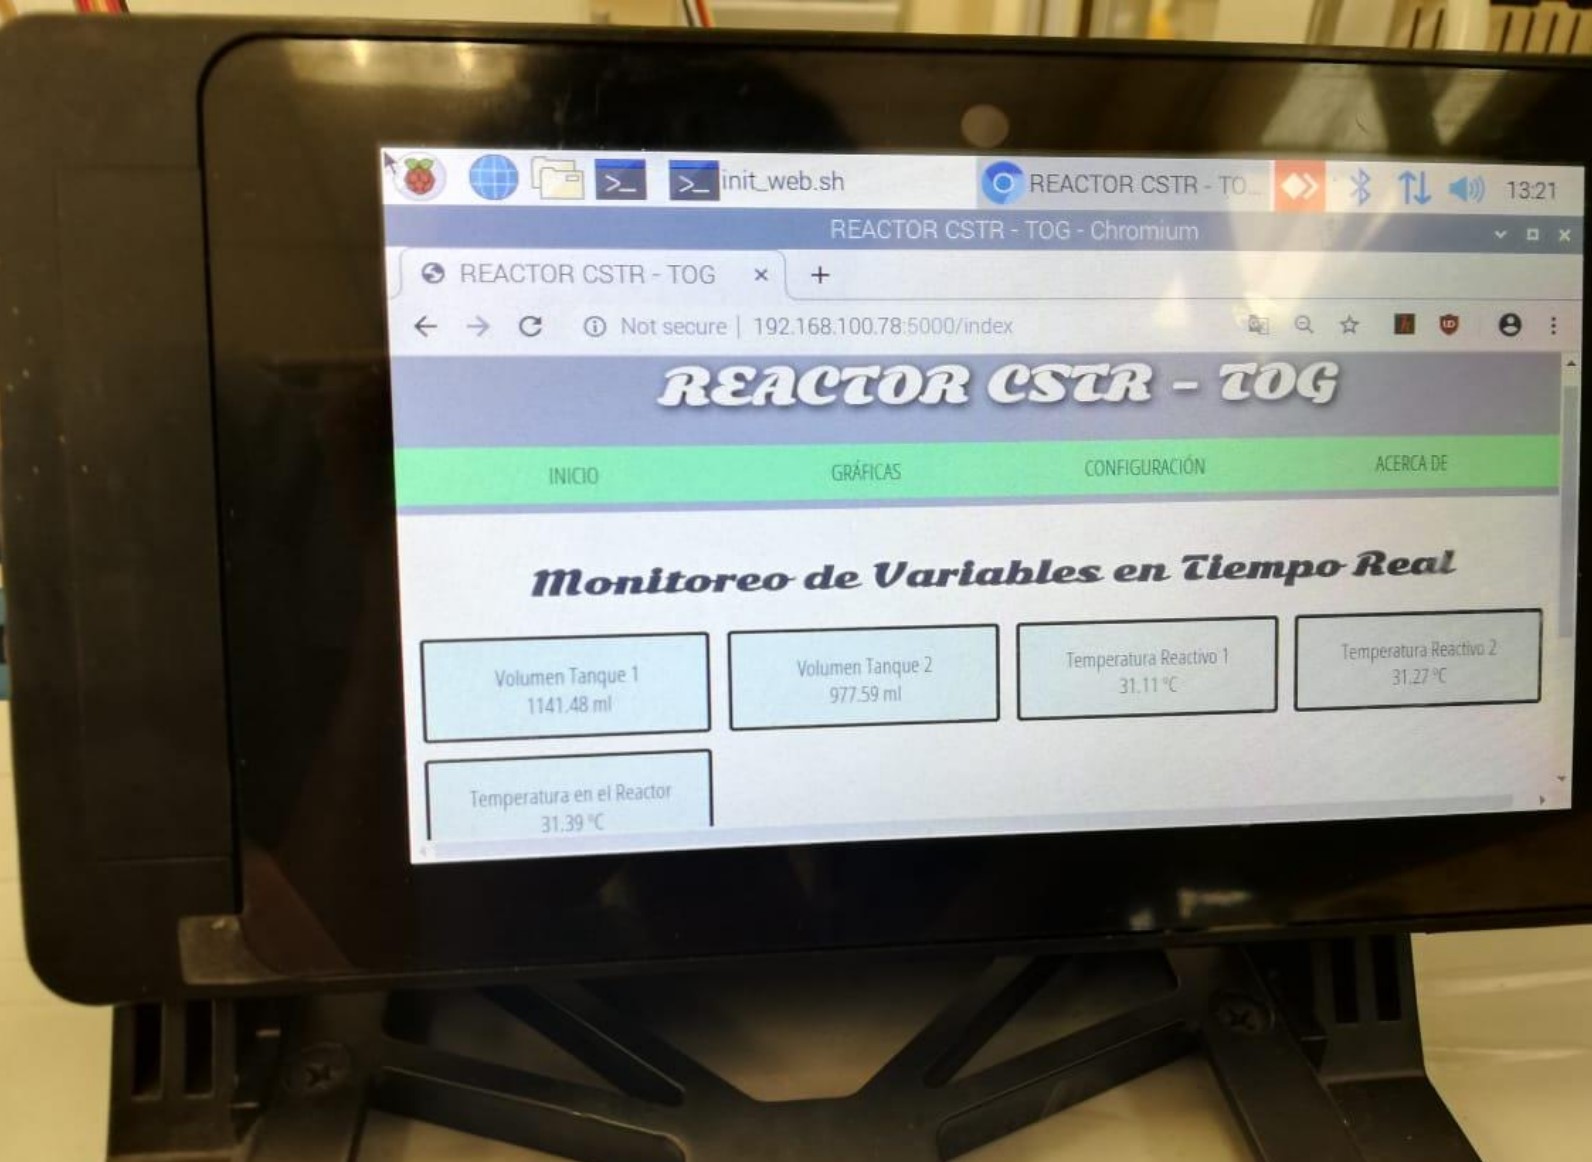 init_web.sh
REACTOR CSTR - TO...
13:21
REACTOR CSTR - TOG - Chromium
REACTOR CSTR - TOG
Not secure | 192.168.100.78:5000/index
REACTOR CSTR - TOG
INICIO
GRÁFICAS
CONFIGURACIÓN
ACERCA DE
Monitoreo de Variables en Tiempo Real
Volumen Tanque 1
1141.48 ml
Volumen Tanque 2
977.59 ml
Temperatura Reactivo 1
31.11 °C
Temperatura Reactivo 2
31.27 °C
Temperatura en el Reactor
31.39 °C